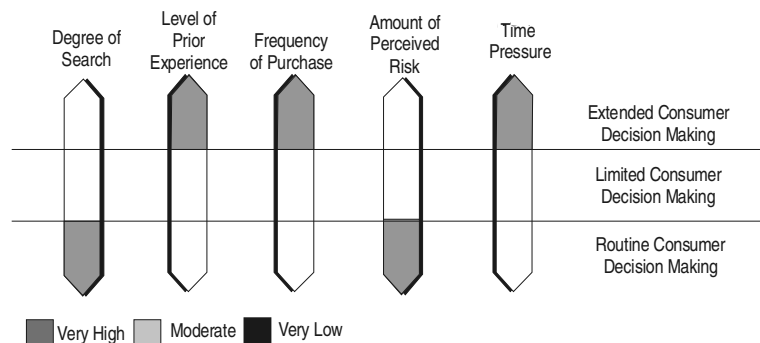 Degree of
Search
Level of
Prior
Experience
Frequency
of Purchase
Amount of
Perceived
Risk
Time
Pressure
Extended Consumer
Decision Making
Limited Consumer
Decision Making
Routine Consumer
Decision Making
Very High
Moderate
Very Low